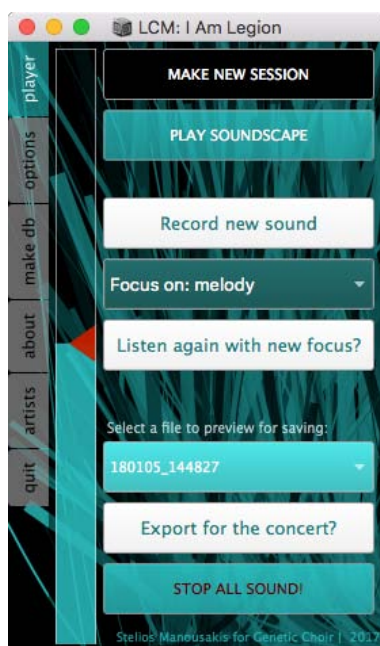 LCM: I Am Legion
player
options
make db
about
artists
quit
MAKE NEW SESSION
PLAY SOUNDSCAPE
Record new sound
Focus on: melody
Listen again with new focus?
Select a file to preview for saving:
180105_144827
Export for the concert?
STOP ALL SOUND!
Stelios Manousakis for Genetic Choir | 2017